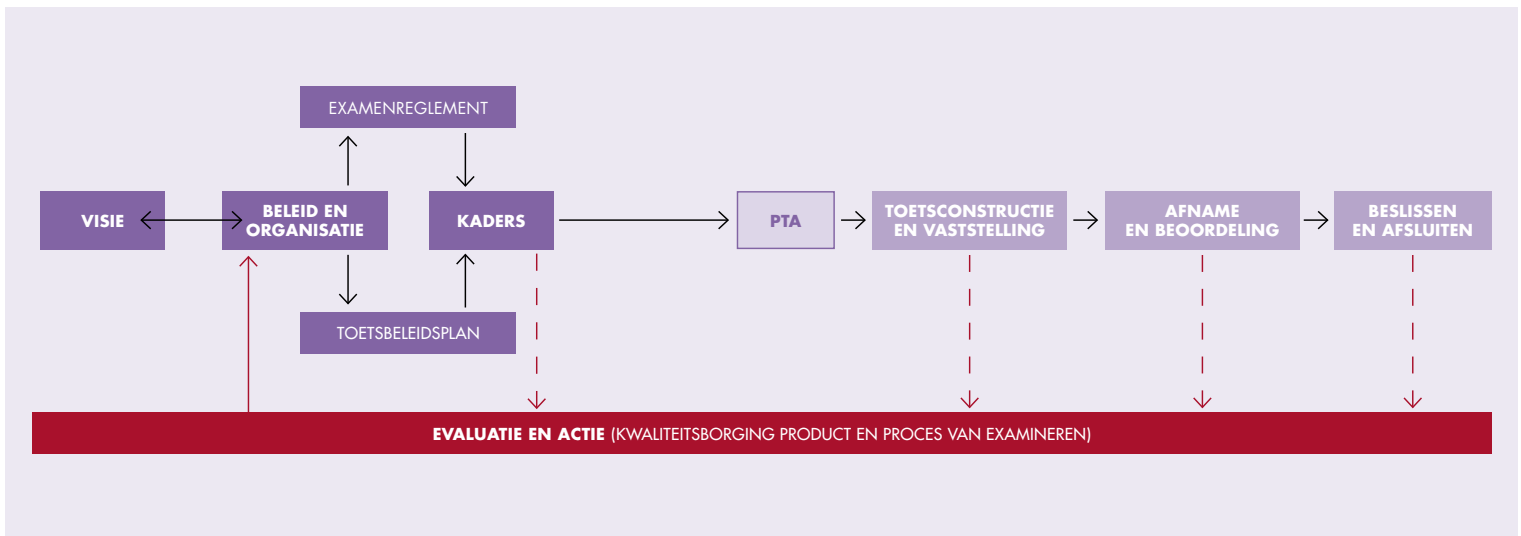 EXAMENREGLEMENT
VISIE
BELEID EN
ORGANISATIE
KADERS
PTA
TOETSCONSTRUCTIE
EN VASTSTELLING
AFNAME
EN BEOORDELING
BESLISSEN
EN AFSLUITEN
TOETSBELEIDSPLAN
EVALUATIE EN ACTIE (KWALITEITSBORGING PRODUCT EN PROCES VAN EXAMINEREN)